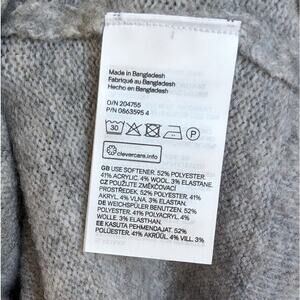 Made in Bangladesh
Fabriqué au Bangladesh
Hecho en Bangladesh
O/N 204755
P/N 0863595 4
30
P
clevercare.info
GB USE SOFTENER. 52% POLYESTER,
41% ACRYLIC, 4% WOOL, 3% ELASTANE.
CZ POUŽIJTE ZMĚKČOVACÍ
PROSTŘEDEK. 52% POLYESTER, 41%
AKRYL, 4% VLNA, 3% ELASTAN.
DE WEICHSPÜLER BENUTZEN. 52%
POLYESTER, 41% POLYACRYL, 4%
WOLLE, 3% ELASTHAN.
EE KASUTA PEHMENDAJAT. 52%
POLÜESTER, 41% AKRÜÜL, 4% VILL, 3%